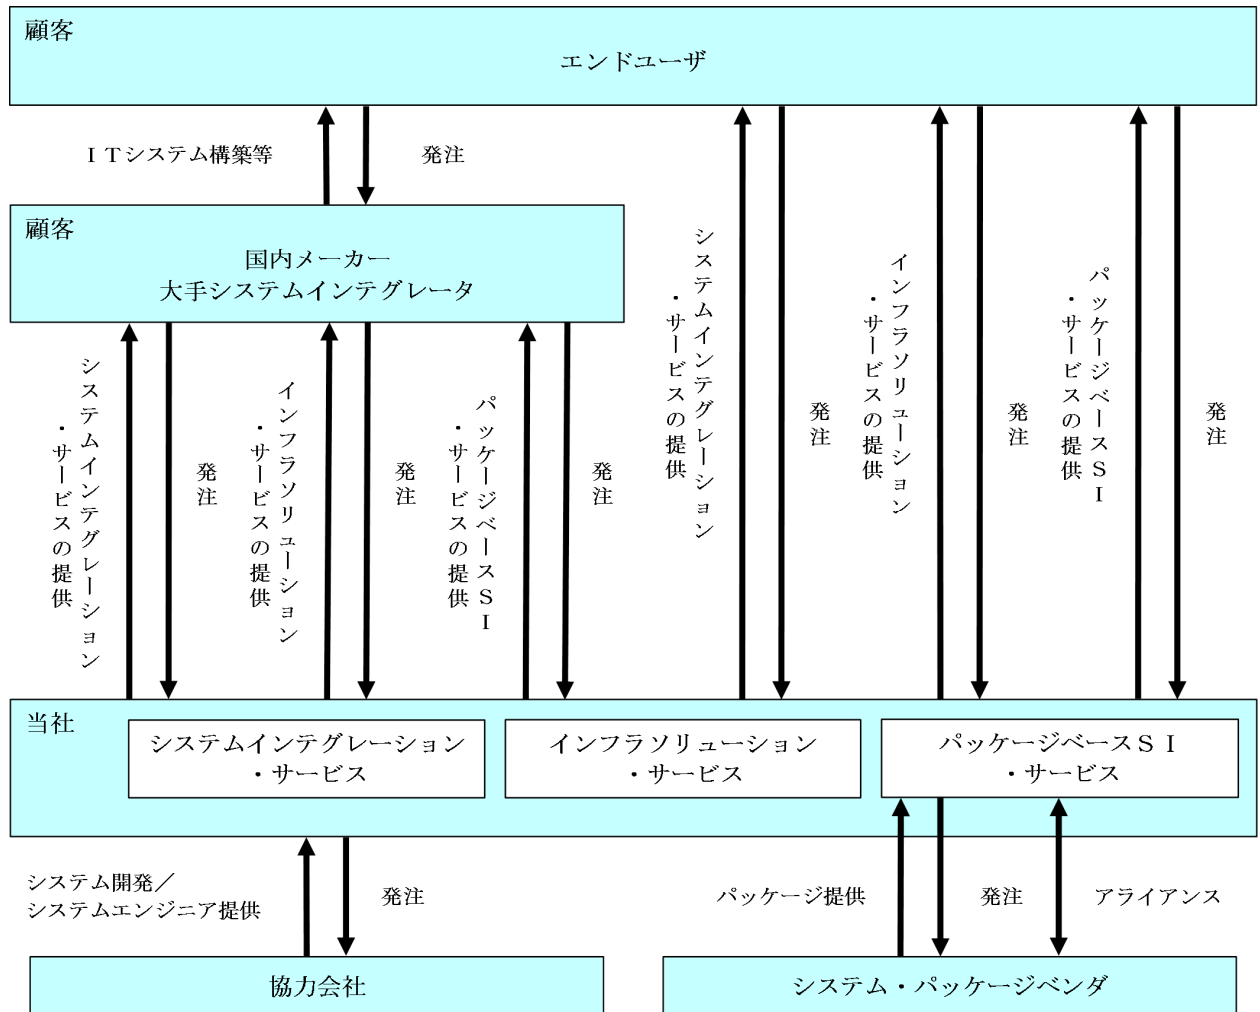 顧客
エンドユーザ
ＩＴシステム構築等
発注
顧客
国内メーカー
大手システムインテグレータ
システムインテグレーション
・サービスの提供
発注
インフラソリューション
・サービスの提供
発注
パッケージベースＳＩ
・サービスの提供
発注
システムインテグレーション
・サービスの提供
発注
インフラソリューション
・サービスの提供
発注
パッケージベースＳＩ
・サービスの提供
発注
当社
システムインテグレーション
・サービス
インフラソリューション
・サービス
パッケージベースＳＩ
・サービス
システム開発／
システムエンジニア提供
発注
パッケージ提供
発注
アライアンス
協力会社
システム・パッケージベンダ